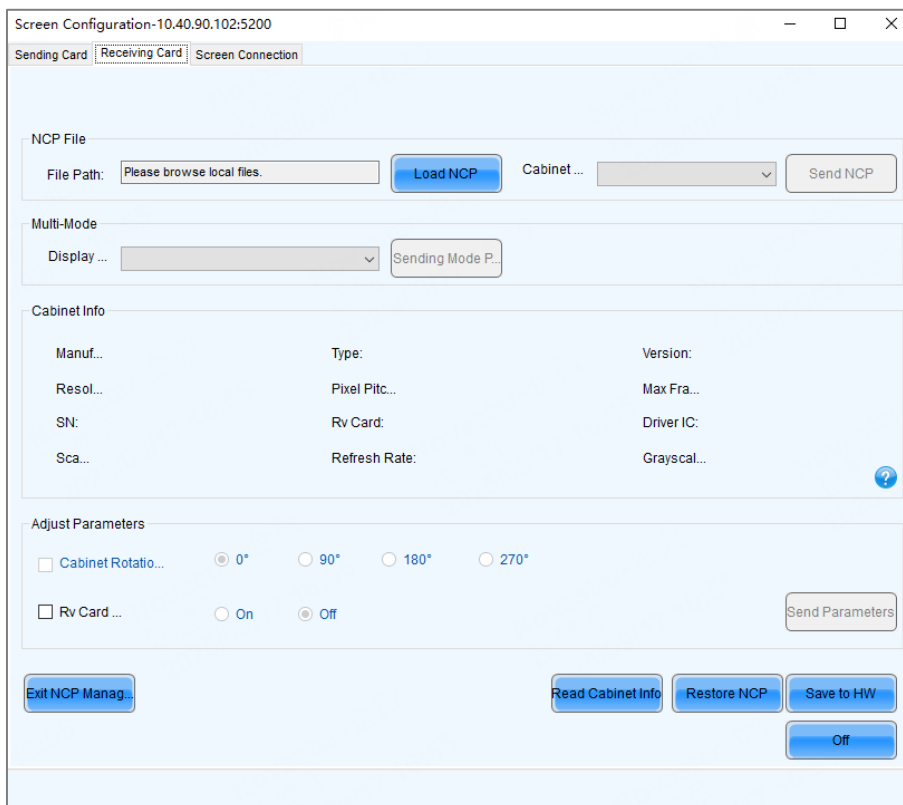 Screen Configuration-10.40.90.102:5200
Sending Card Receiving Card Screen Connection
NCP File
File Path: Please browse local files. Load NCP Cabinet ... Send NCP
Multi-Mode
Display ... Sending Mode P...
Cabinet Info
Manuf... Type: Version:
Resol... Pixel Pitc... Max Fra...
SN: Rv Card: Driver IC:
Sca... Refresh Rate: Grayscal...
?
Adjust Parameters
Cabinet Rotatio... 0° 90° 180° 270°
Rv Card ... On Off Send Parameters
Exit NCP Manag... Read Cabinet Info Restore NCP Save to HW
Off